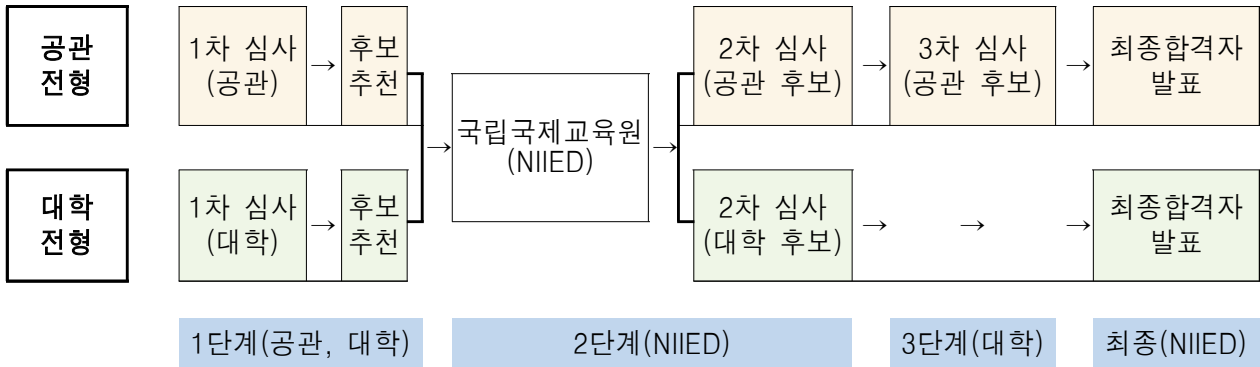 공관
전형
1차 심사
(공관)
→
후보
추천
→
국립국제교육원
(NIIED)
→
2차 심사
(공관 후보)
→
3차 심사
(공관 후보)
→
최종합격자
발표
대학
전형
1차 심사
(대학)
→
후보
추천
2차 심사
(대학 후보)
→
→
→
최종합격자
발표
1단계(공관, 대학)
2단계(NIIED)
3단계(대학)
최종(NIIED)